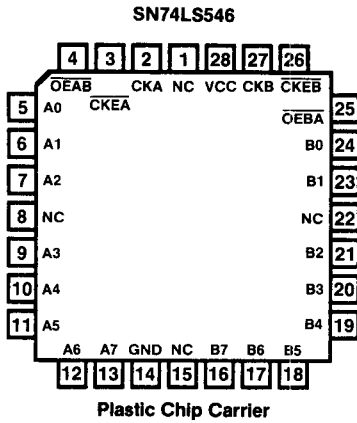 SN74LS546
4 3 2 1 28 27 26
OEAB CKA NC VCC CKB CKEB
CKEA OEBA
5 A0 25
6 A1 B0 24
7 A2 B1 23
8 NC NC 22
9 A3 B2 21
10 A4 B3 20
11 A5 B4 19
A6 A7 GND NC B7 B6 B5
12 13 14 15 16 17 18
Plastic Chip Carrier